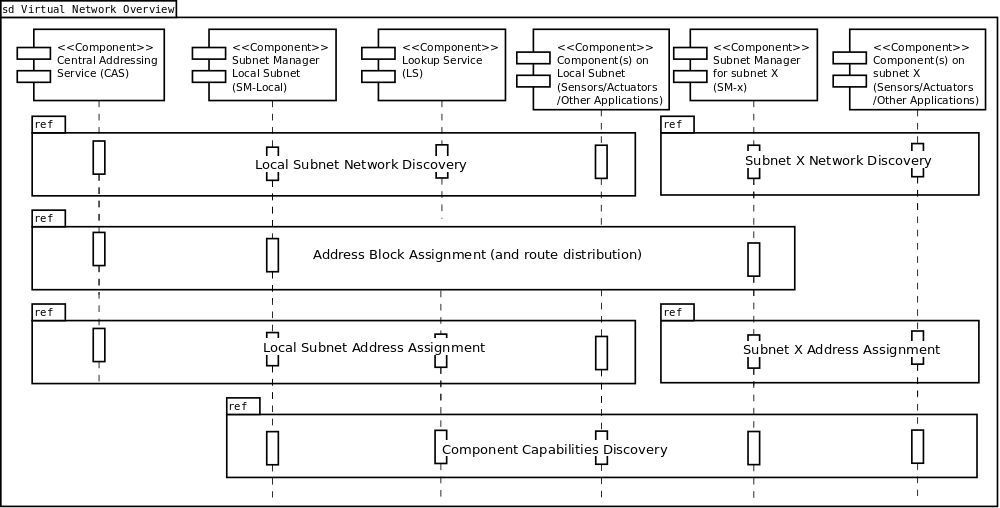 sd Virtual Network Overview
<<Component>>
Central Addressing
Service (CAS)
<<Component>>
Subnet Manager
Local Subnet
(SM-Local)
<<Component>>
Lookup Service
(LS)
<<Component>>
Component(s) on
Local Subnet
(Sensors/Actuators
/Other Applications)
<<Component>>
Subnet Manager
for subnet X
(SM-x)
<<Component>>
Component(s) on
subnet X
(Sensors/Actuators
/Other Applications)
ref
Local Subnet Network Discovery
ref
Subnet X Network Discovery
ref
Address Block Assignment (and route distribution)
ref
Local Subnet Address Assignment
ref
Subnet X Address Assignment
ref
Component Capabilities Discovery